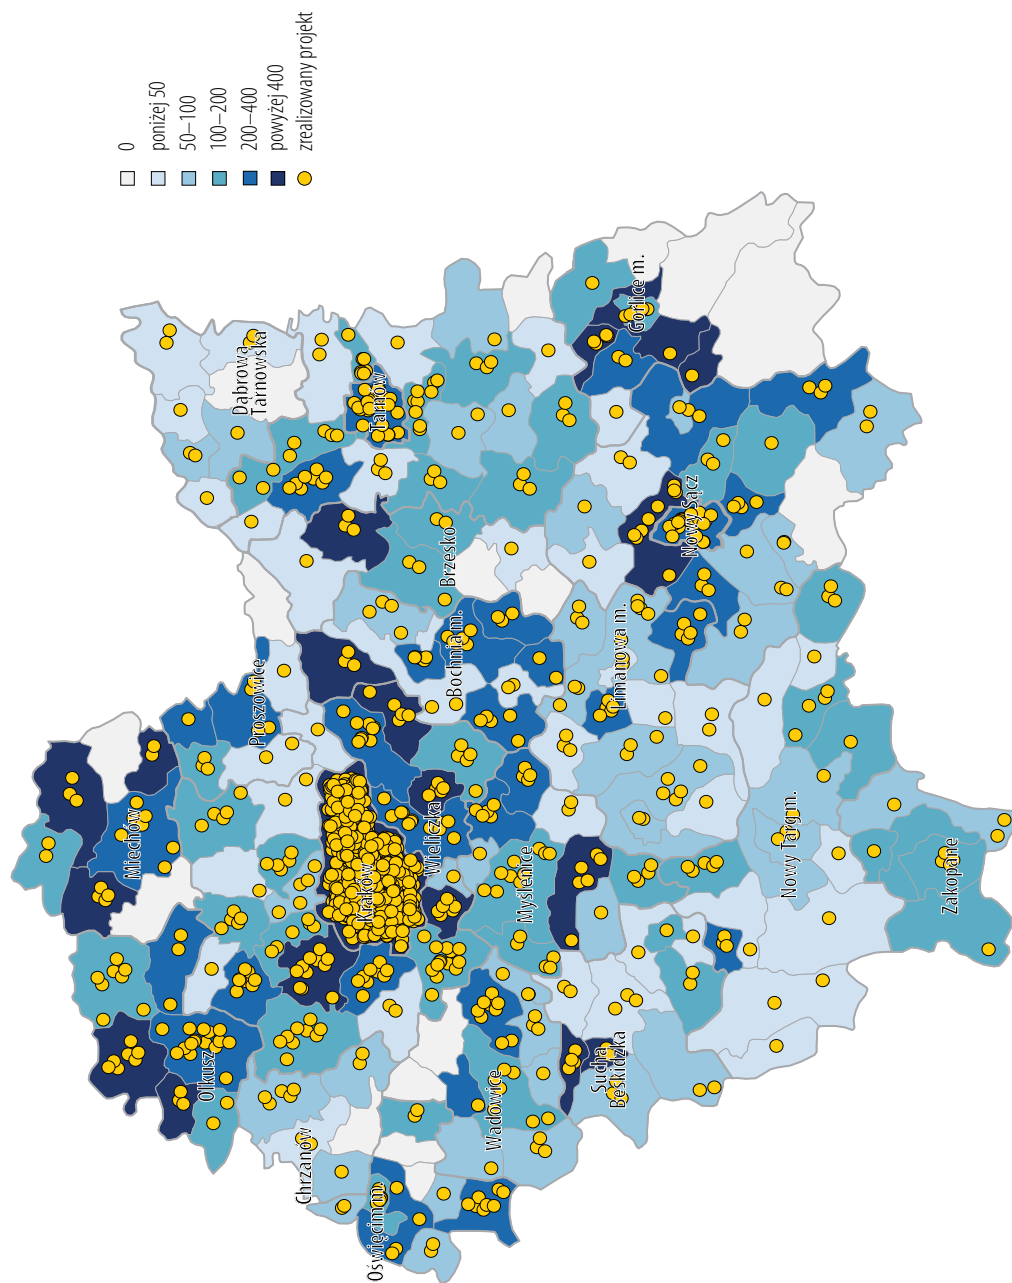 0
poniżej 50
50–100
100–200
200–400
powyżej 400
zrealizowany projekt
Miechów
Olkusz
Chrzanów
Oświęcim m.
Kraków
Proszowice
Dąbrowa
Tarnowska
Tarnów
Wieliczka
Bochnia m.
Brzesko
Wadowice
Myślenice
Sucha
Beskidzka
Limanowa m.
Nowy Sącz
Gorlice m.
Nowy Targ m.
Zakopane